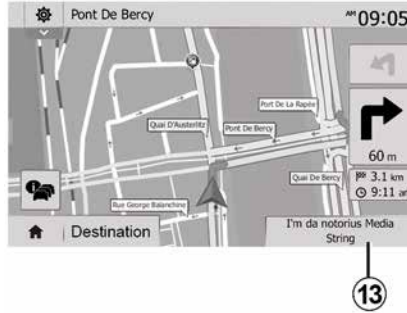 Pont De Bercy
AM 09:05
Port De La Rapée
Quai D'Austerlitz
Pont De Bercy
60 m
Quai De Bercy
3.1 km
9:11 am
Rue George Balanchine
Destination
I'm da notorius Media
String
13